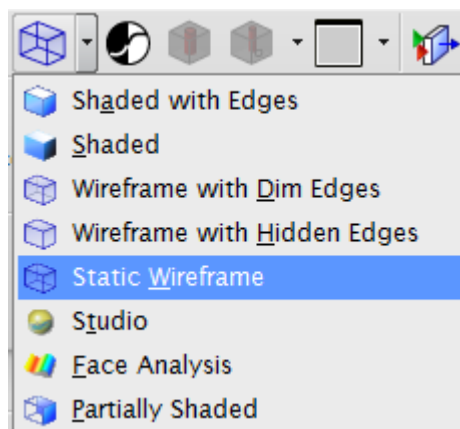 Shaded with Edges
Shaded
Wireframe with Dim Edges
Wireframe with Hidden Edges
Static Wireframe
Studio
Face Analysis
Partially Shaded